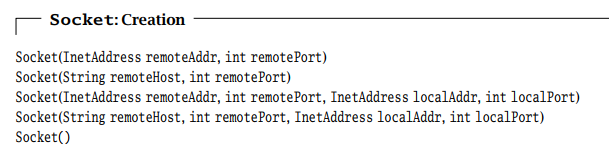 Socket: Creation
Socket(InetAddress remoteAddr, int remotePort)
Socket(String remoteHost, int remotePort)
Socket(InetAddress remoteAddr, int remotePort, InetAddress localAddr, int localPort)
Socket(String remoteHost, int remotePort, InetAddress localAddr, int localPort)
Socket()